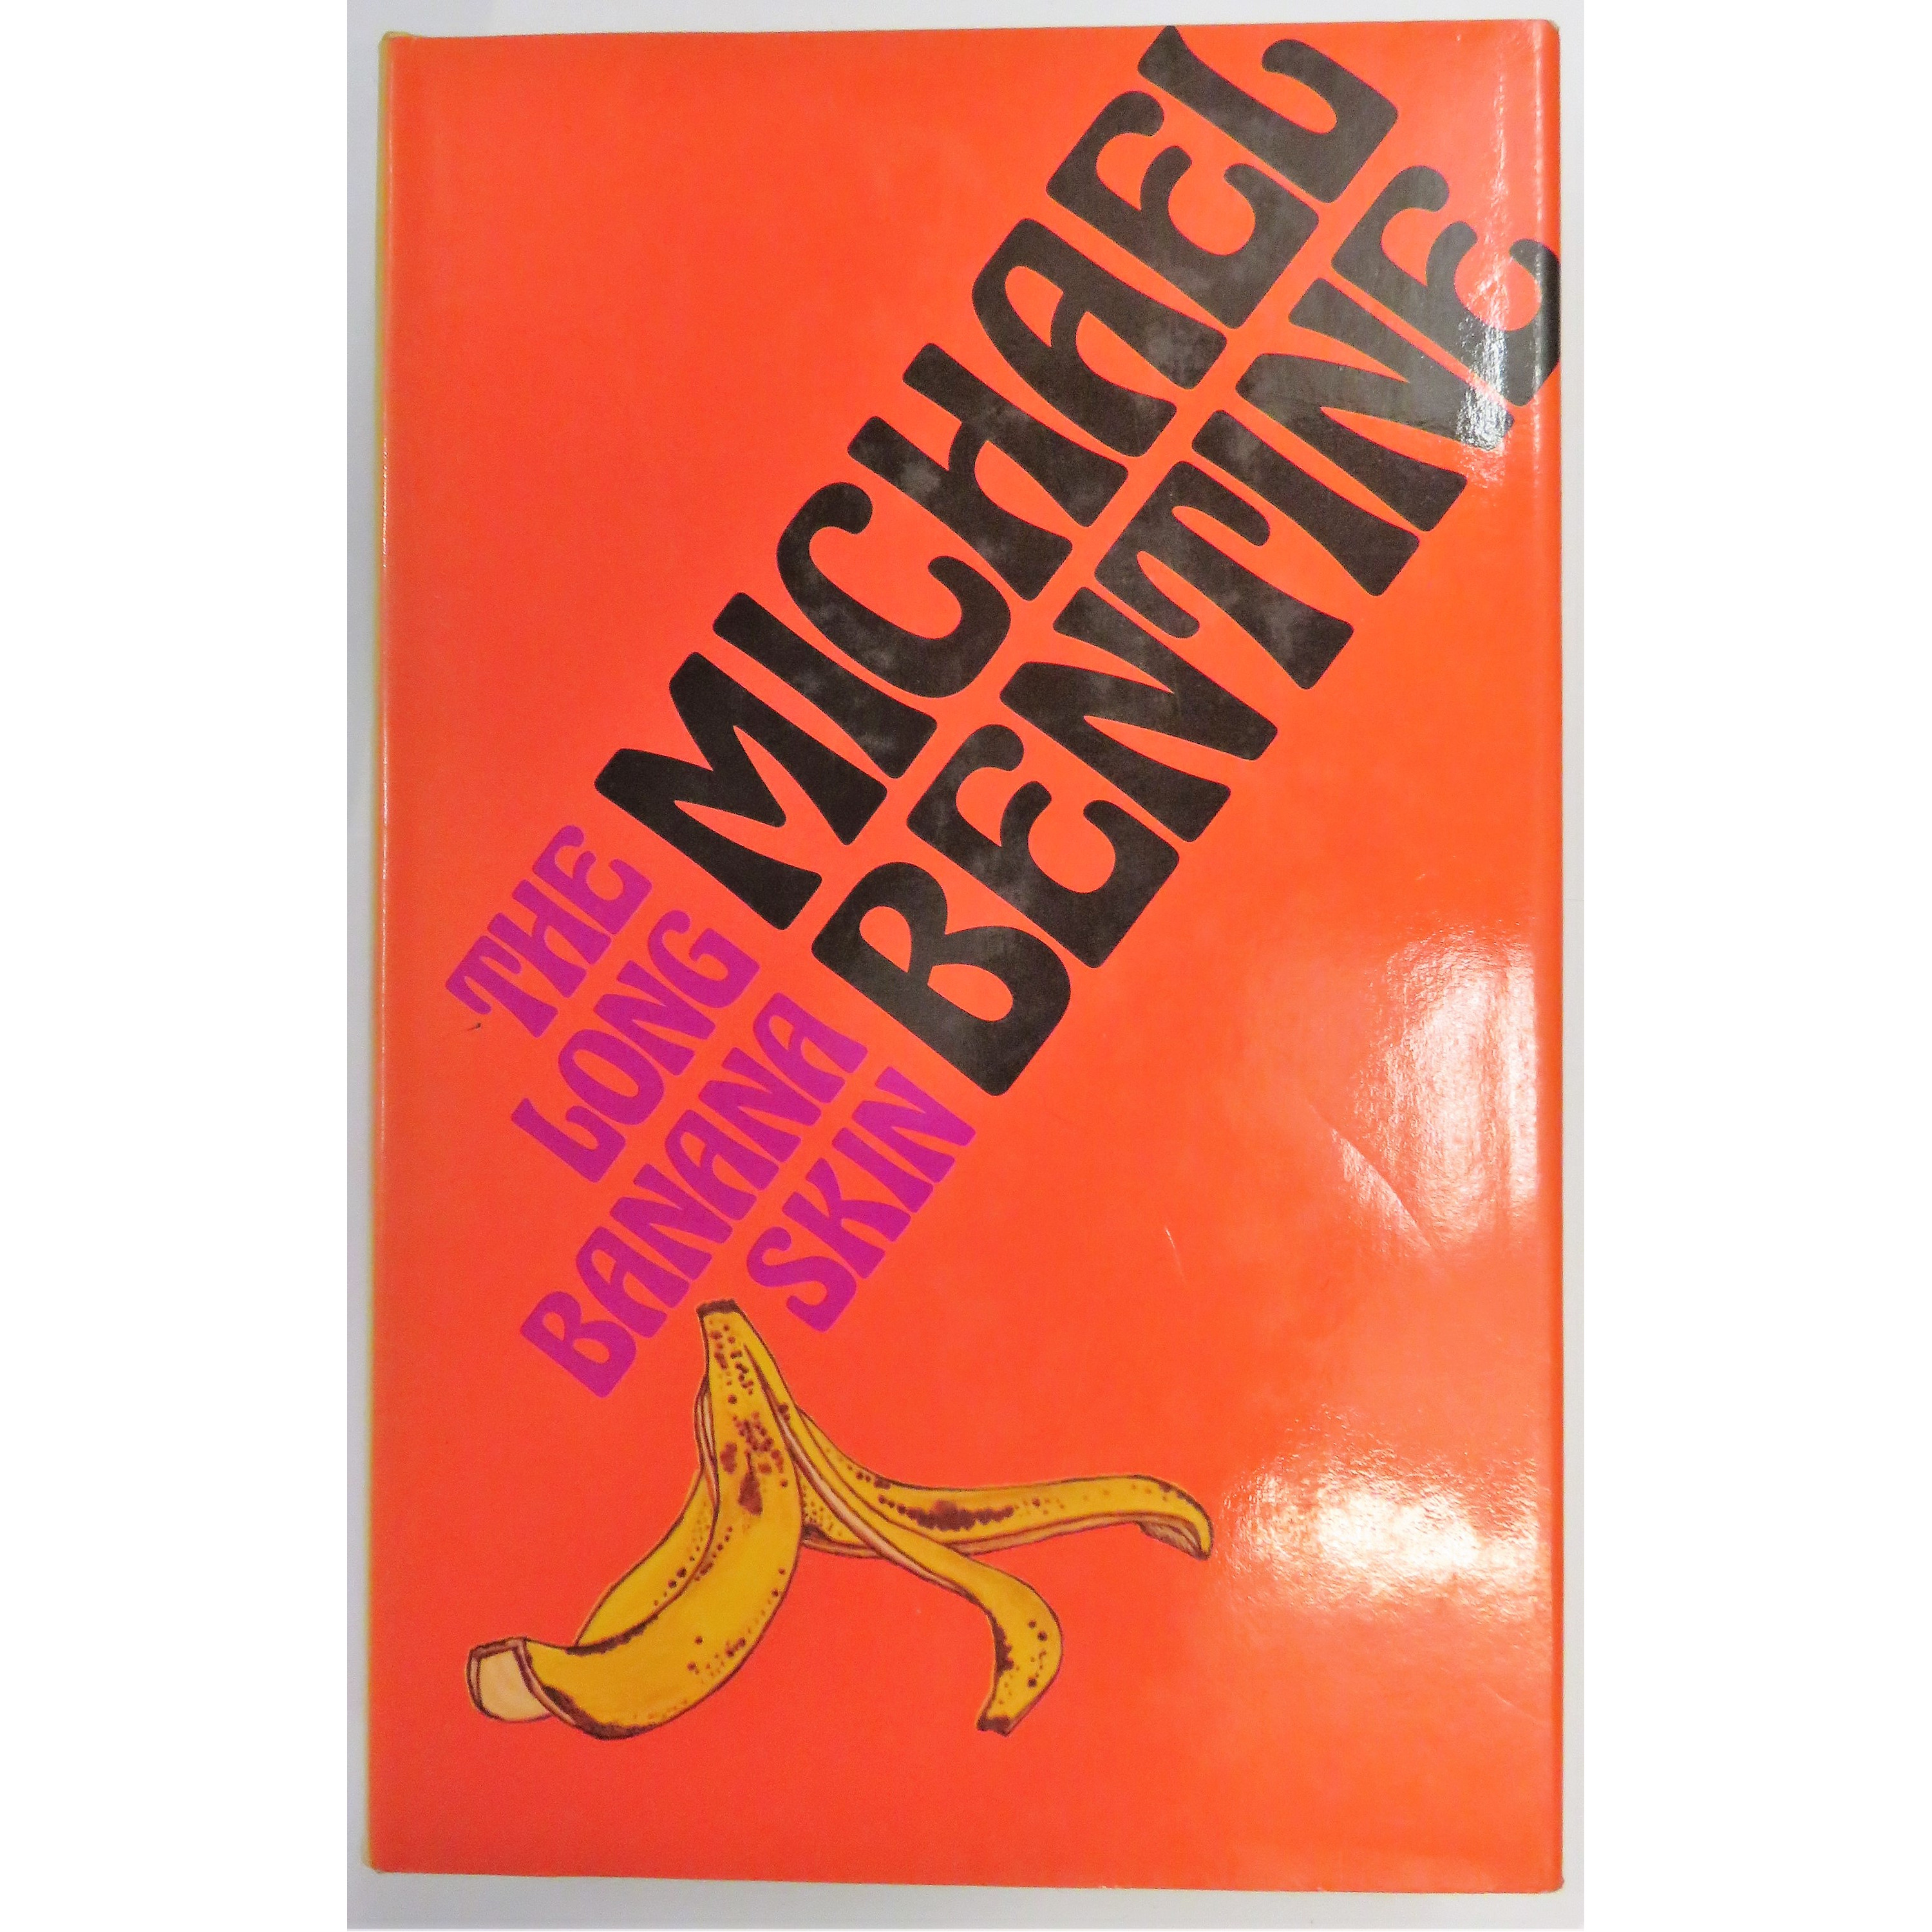 MICHAEL
BENTINE
THE
LONG
BANANA
SKIN